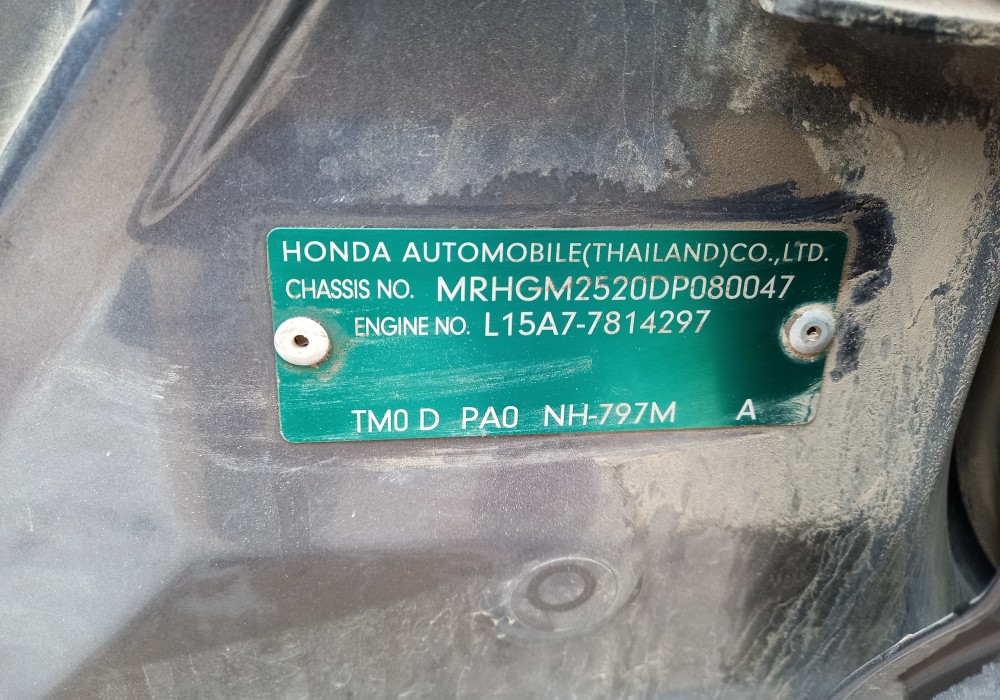 HONDA AUTOMOBILE(THAILAND)CO.,LTD.
CHASSIS NO. MRHGM2520DP080047
ENGINE NO. L15A7-7814297
TM0 D PA0 NH-797M A